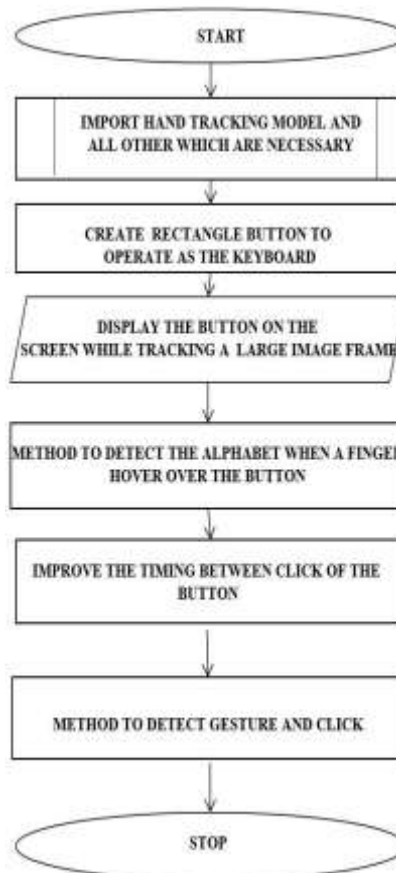 START
IMPORT HAND TRACKING MODEL AND
ALL OTHER WHICH ARE NECESSARY
CREATE RECTANGLE BUTTON TO
OPERATE AS THE KEYBOARD
DISPLAY THE BUTTON ON THE
SCREEN WHILE TRACKING A LARGE IMAGE FRAME
METHOD TO DETECT THE ALPHABET WHEN A FINGER
HOVER OVER THE BUTTON
IMPROVE THE TIMING BETWEEN CLICK OF THE
BUTTON
METHOD TO DETECT GESTURE AND CLICK
STOP